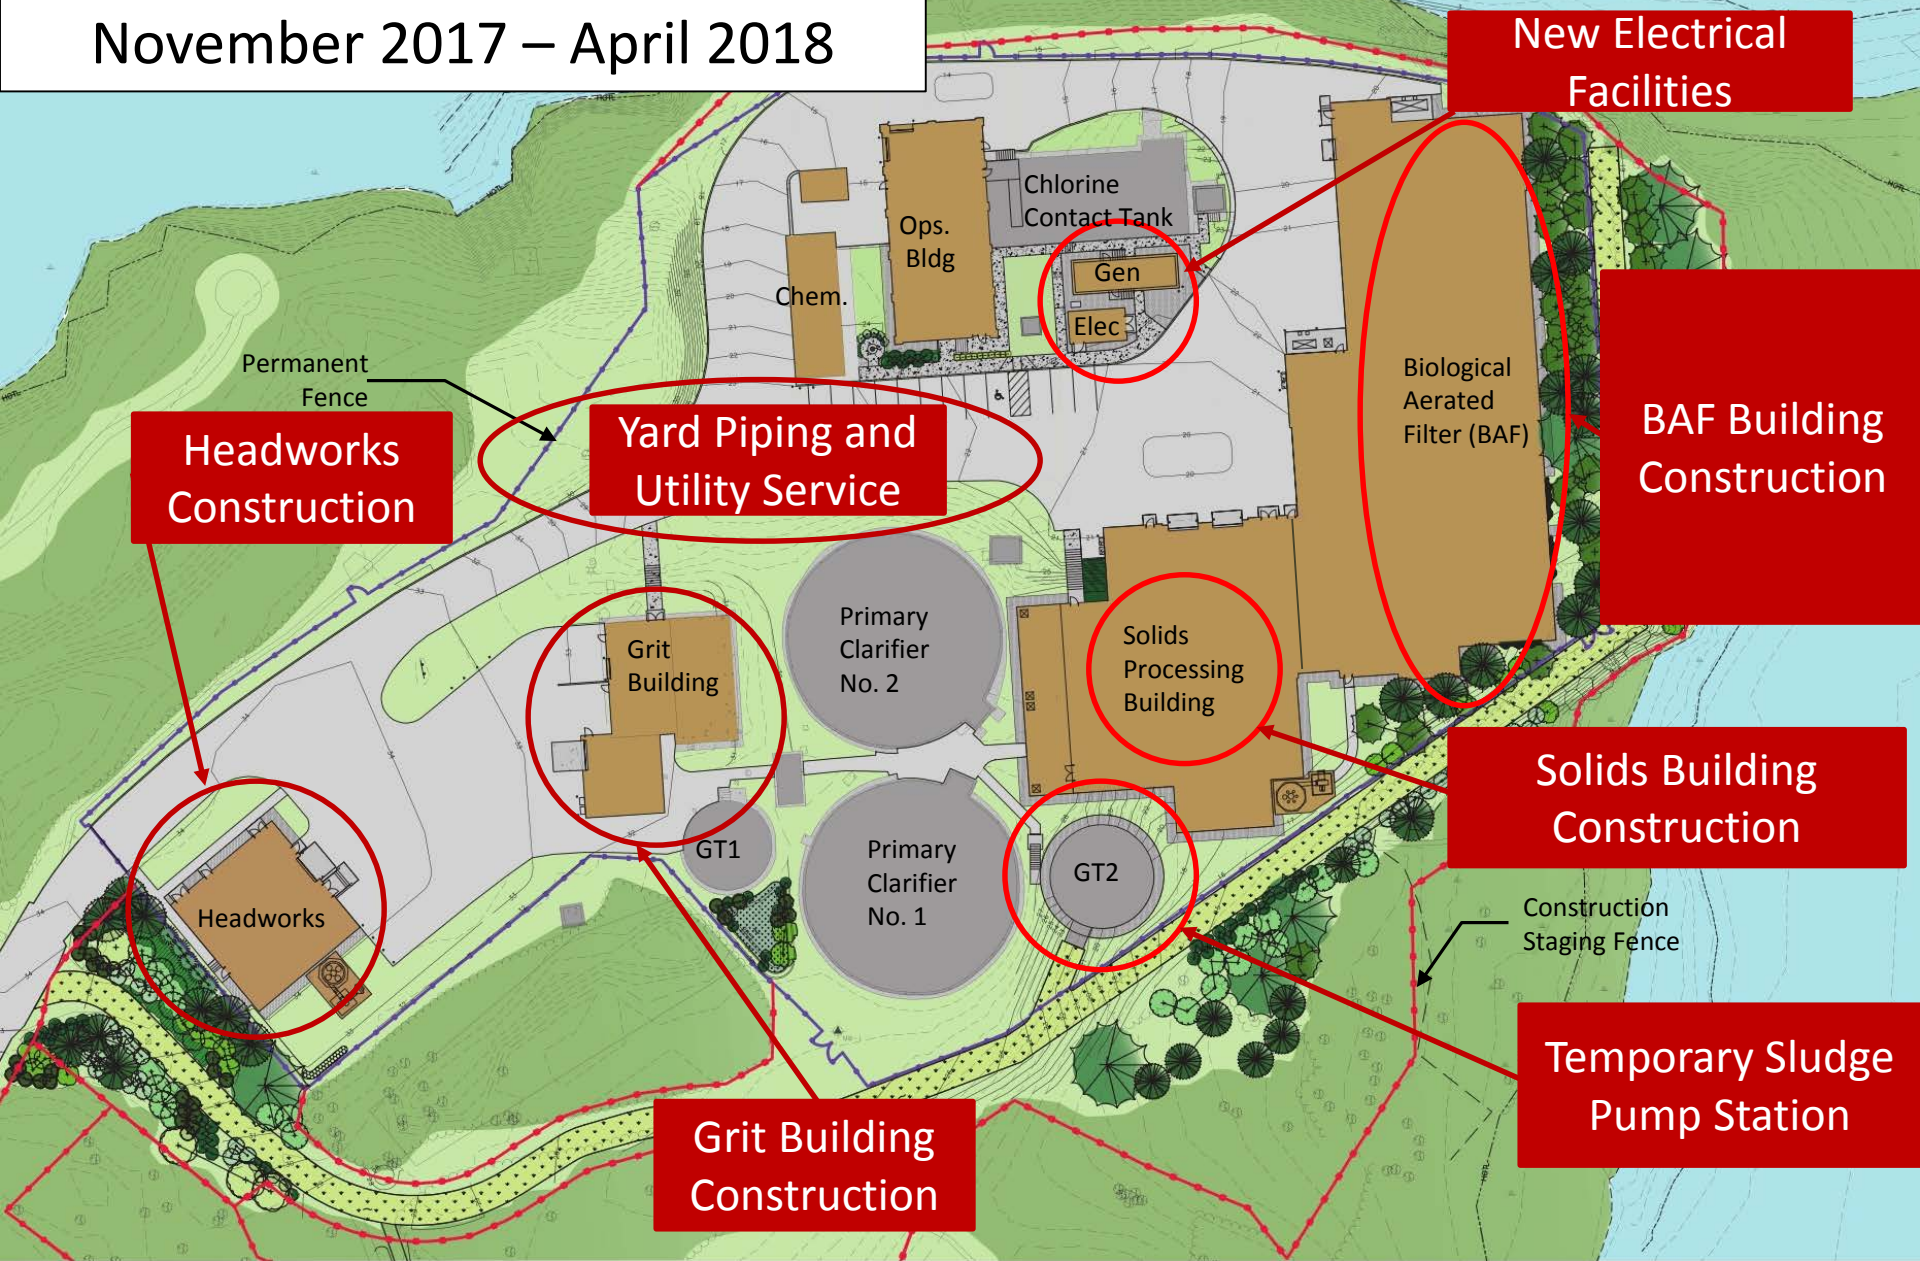 November 2017 – April 2018
New Electrical
Facilities
Chlorine
Contact Tank
Ops.
Bldg
Gen
Elec
Chem.
Permanent
Fence
Biological
Aerated
Filter (BAF)
BAF Building
Construction
Yard Piping and
Utility Service
Headworks
Construction
Primary
Clarifier
No. 2
Grit
Building
Solids
Processing
Building
Solids Building
Construction
GT1
Primary
Clarifier
No. 1
GT2
Headworks
Construction
Staging Fence
Temporary Sludge
Pump Station
Grit Building
Construction